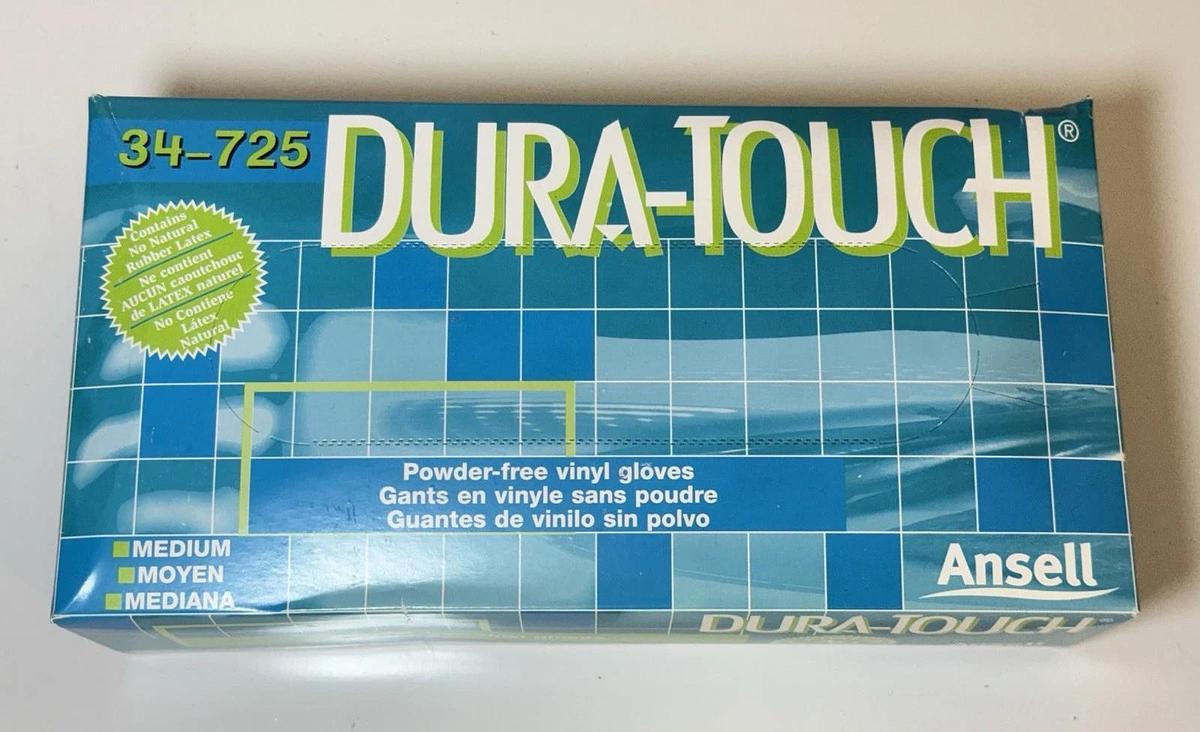 34-725
DURA-TOUCH®
Contains
No Natural
Rubber Latex
Ne contient
AUCUN caoutchouc
de LATEX naturel
No Contiene
Látex
Natural
Powder-free vinyl gloves
Gants en vinyle sans poudre
Guantes de vinilo sin polvo
MEDIUM
MOYEN
MEDIANA
Ansell
DURA-TOUCH®